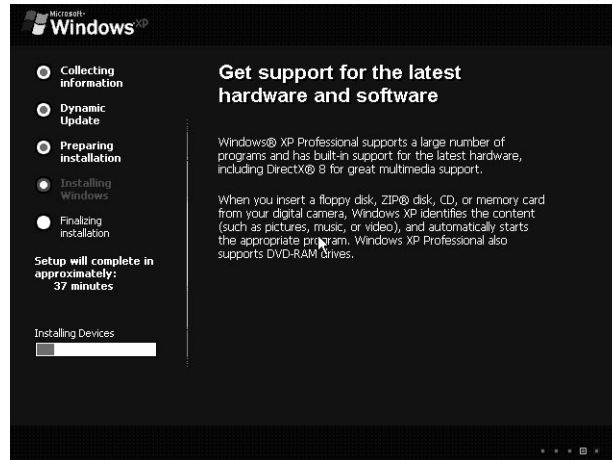 Microsoft®
Windows xp
Collecting
information
Dynamic
Update
Preparing
installation
Installing
Windows
Finalizing
installation
Setup will complete in
approximately:
37 minutes
Installing Devices
Get support for the latest
hardware and software
Windows® XP Professional supports a large number of
programs and has built-in support for the latest hardware,
including DirectX® 8 for great multimedia support.
When you insert a floppy disk, ZIP® disk, CD, or memory card
from your digital camera, Windows XP identifies the content
(such as pictures, music, or video), and automatically starts
the appropriate program. Windows XP Professional also
supports DVD-RAM drives.